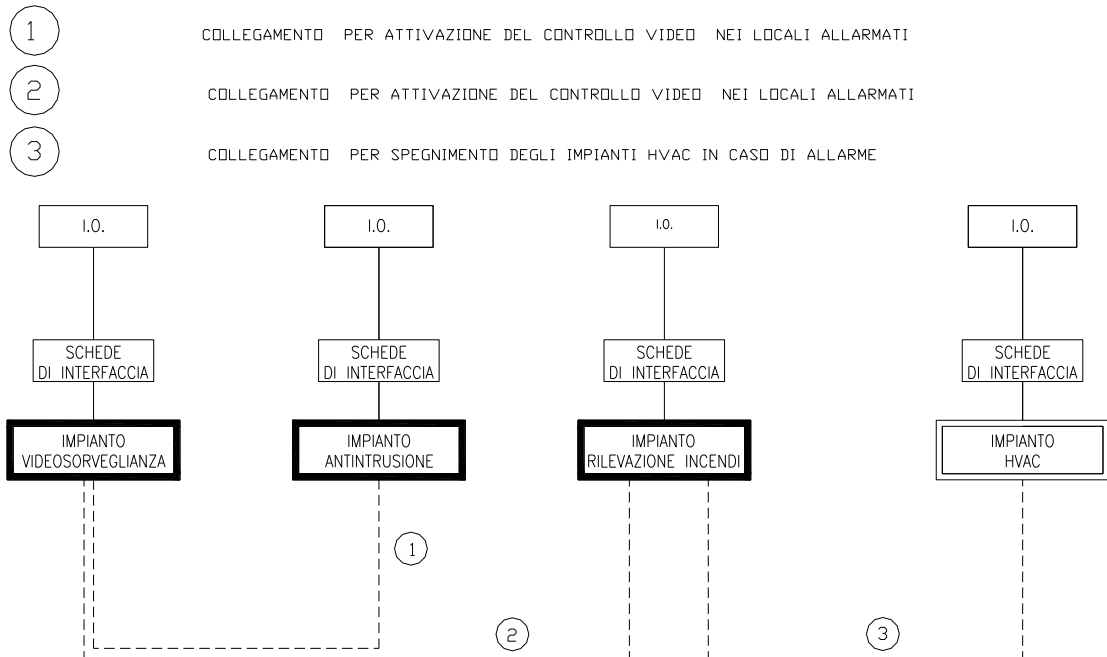 1 COLLEGAMENTO PER ATTIVAZIONE DEL CONTROLLO VIDEO NEI LOCALI ALLARMATI
2 COLLEGAMENTO PER ATTIVAZIONE DEL CONTROLLO VIDEO NEI LOCALI ALLARMATI
3 COLLEGAMENTO PER SPEGNIMENTO DEGLI IMPIANTI HVAC IN CASO DI ALLARME
I.O.
I.O.
I.O.
I.O.
SCHEDE
DI INTERFACCIA
SCHEDE
DI INTERFACCIA
SCHEDE
DI INTERFACCIA
SCHEDE
DI INTERFACCIA
IMPIANTO
VIDEOSORVEGLIANZA
IMPIANTO
ANTINTRUSIONE
IMPIANTO
RILEVAZIONE INCENDI
IMPIANTO
HVAC
1
2
3